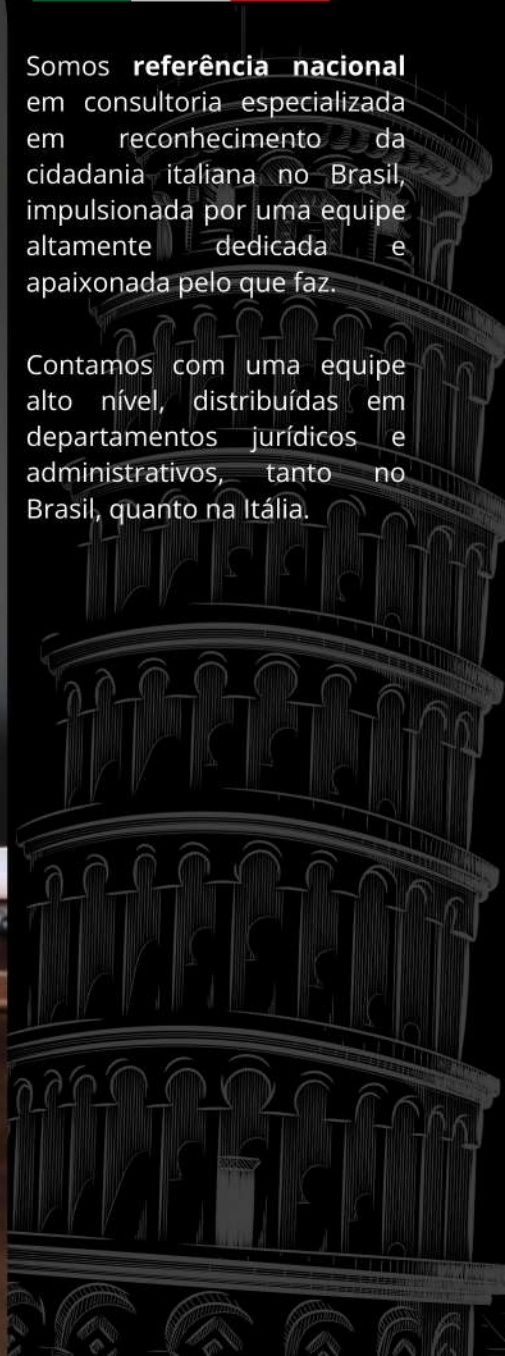 Somos referência nacional
em consultoria especializada
em reconhecimento da
cidadania italiana no Brasil,
impulsionada por uma equipe
altamente dedicada e
apaixonada pelo que faz.
Contamos com uma equipe
alto nível, distribuídas em
departamentos jurídicos e
administrativos, tanto no
Brasil, quanto na Itália.